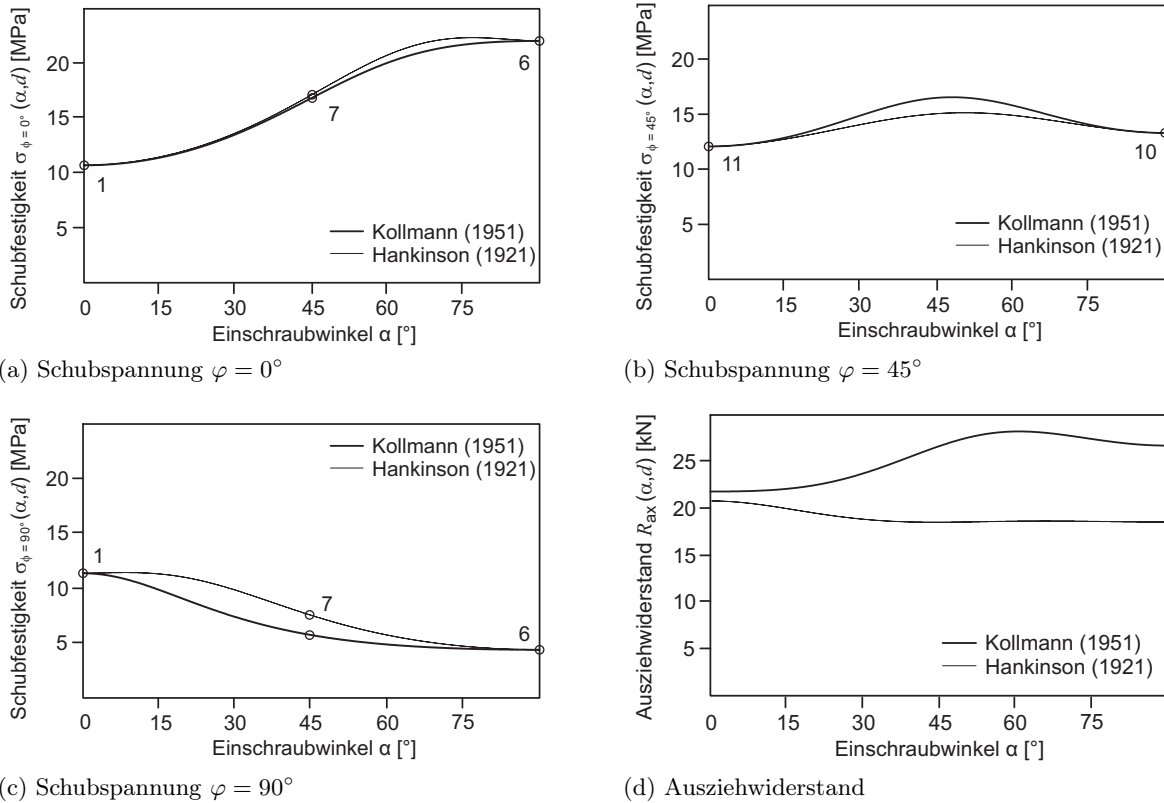 Schubfestigkeit σϕ = 0° (α,d) [MPa]
20
15
10
5
1
7
6
Kollmann (1951)
Hankinson (1921)
0 15 30 45 60 75
Einschraubwinkel α [°]
(a) Schubspannung φ = 0°
Schubfestigkeit σϕ = 45° (α,d) [MPa]
20
15
10
5
11
10
Kollmann (1951)
Hankinson (1921)
0 15 30 45 60 75
Einschraubwinkel α [°]
(b) Schubspannung φ = 45°
Schubfestigkeit σϕ = 90° (α,d) [MPa]
20
15
10
5
Kollmann (1951)
Hankinson (1921)
1
7
6
0 15 30 45 60 75
Einschraubwinkel α [°]
(c) Schubspannung φ = 90°
Ausziehwiderstand Rax (α,d) [kN]
25
20
15
10
5
Kollmann (1951)
Hankinson (1921)
0 15 30 45 60 75
Einschraubwinkel α [°]
(d) Ausziehwiderstand